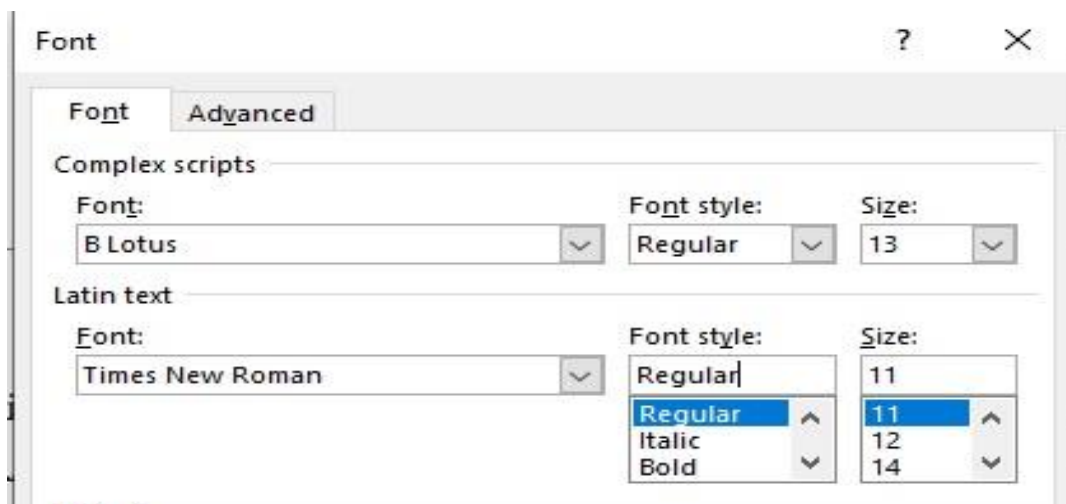 Font ?
Font Advanced
Complex scripts
Font: Font style: Size:
B Lotus Regular 13
Latin text
Font: Font style: Size:
Times New Roman Regular 11
Regular 11
Italic 12
Bold 14